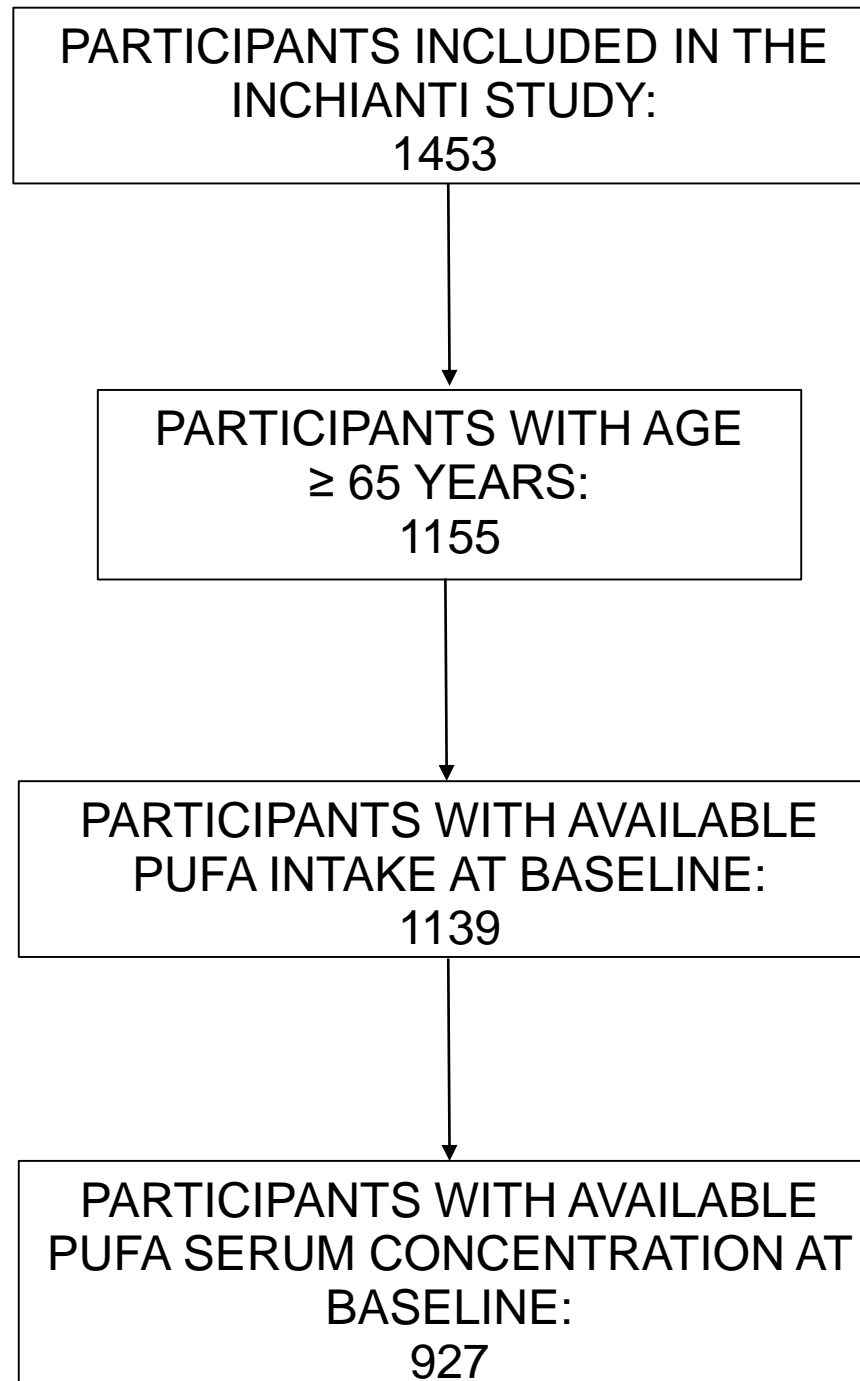 PARTICIPANTS INCLUDED IN THE
INCHIANTI STUDY:
1453
PARTICIPANTS WITH AGE
≥ 65 YEARS:
1155
PARTICIPANTS WITH AVAILABLE
PUFA INTAKE AT BASELINE:
1139
PARTICIPANTS WITH AVAILABLE
PUFA SERUM CONCENTRATION AT
BASELINE:
927